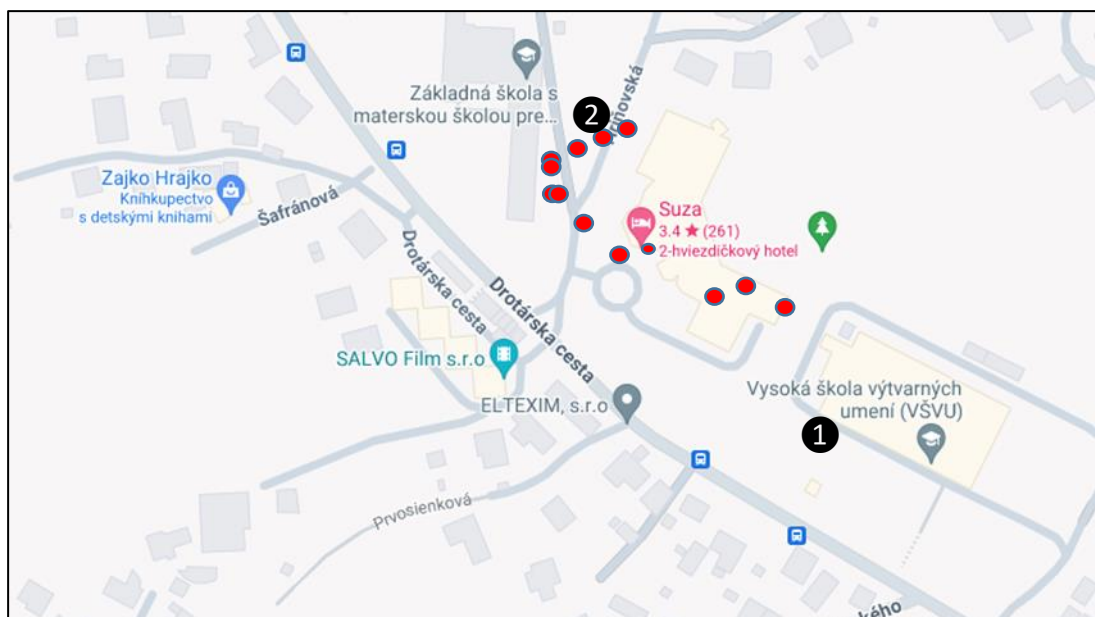 Základná škola s
materskou školou pre...
2
Zajko Hrajko
Kníhkupectvo
s detskými knihami
Šafránová
Suza
3.4 ★ (261)
2-hviezdičkový hotel
Drotárska cesta
Drotárska cesta
SALVO Film s.r.o
ELTEXIM, s.r.o
Vysoká škola výtvarných
umení (VŠVU)
1
Prvosienková